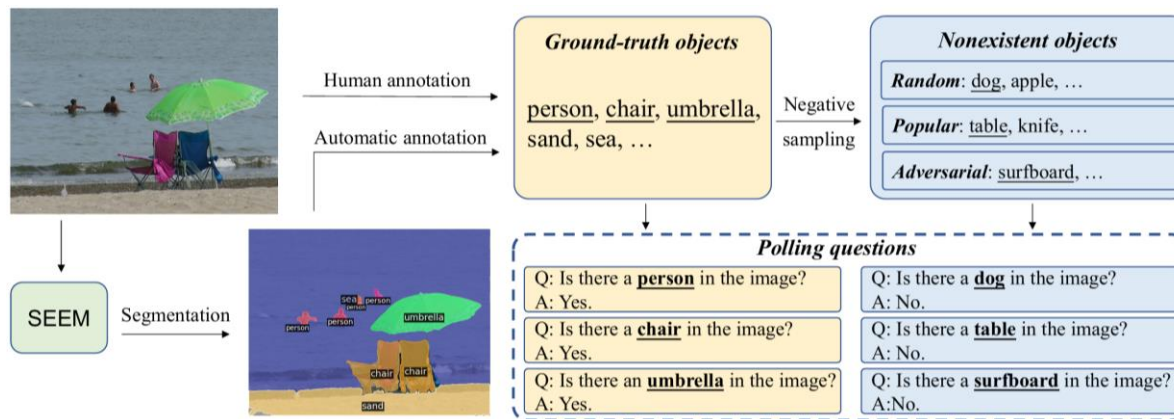 Human annotation
Automatic annotation
Ground-truth objects
person, chair, umbrella,
sand, sea, …
Negative
sampling
Nonexistent objects
Random: dog, apple, …
Popular: table, knife, …
Adversarial: surfboard, …
SEEM
Segmentation
sea
person
person
person
person
umbrella
chair
chair
sand
Polling questions
Q: Is there a person in the image?
A: Yes.
Q: Is there a chair in the image?
A: Yes.
Q: Is there an umbrella in the image?
A: Yes.
Q: Is there a dog in the image?
A: No.
Q: Is there a table in the image?
A: No.
Q: Is there a surfboard in the image?
A:No.